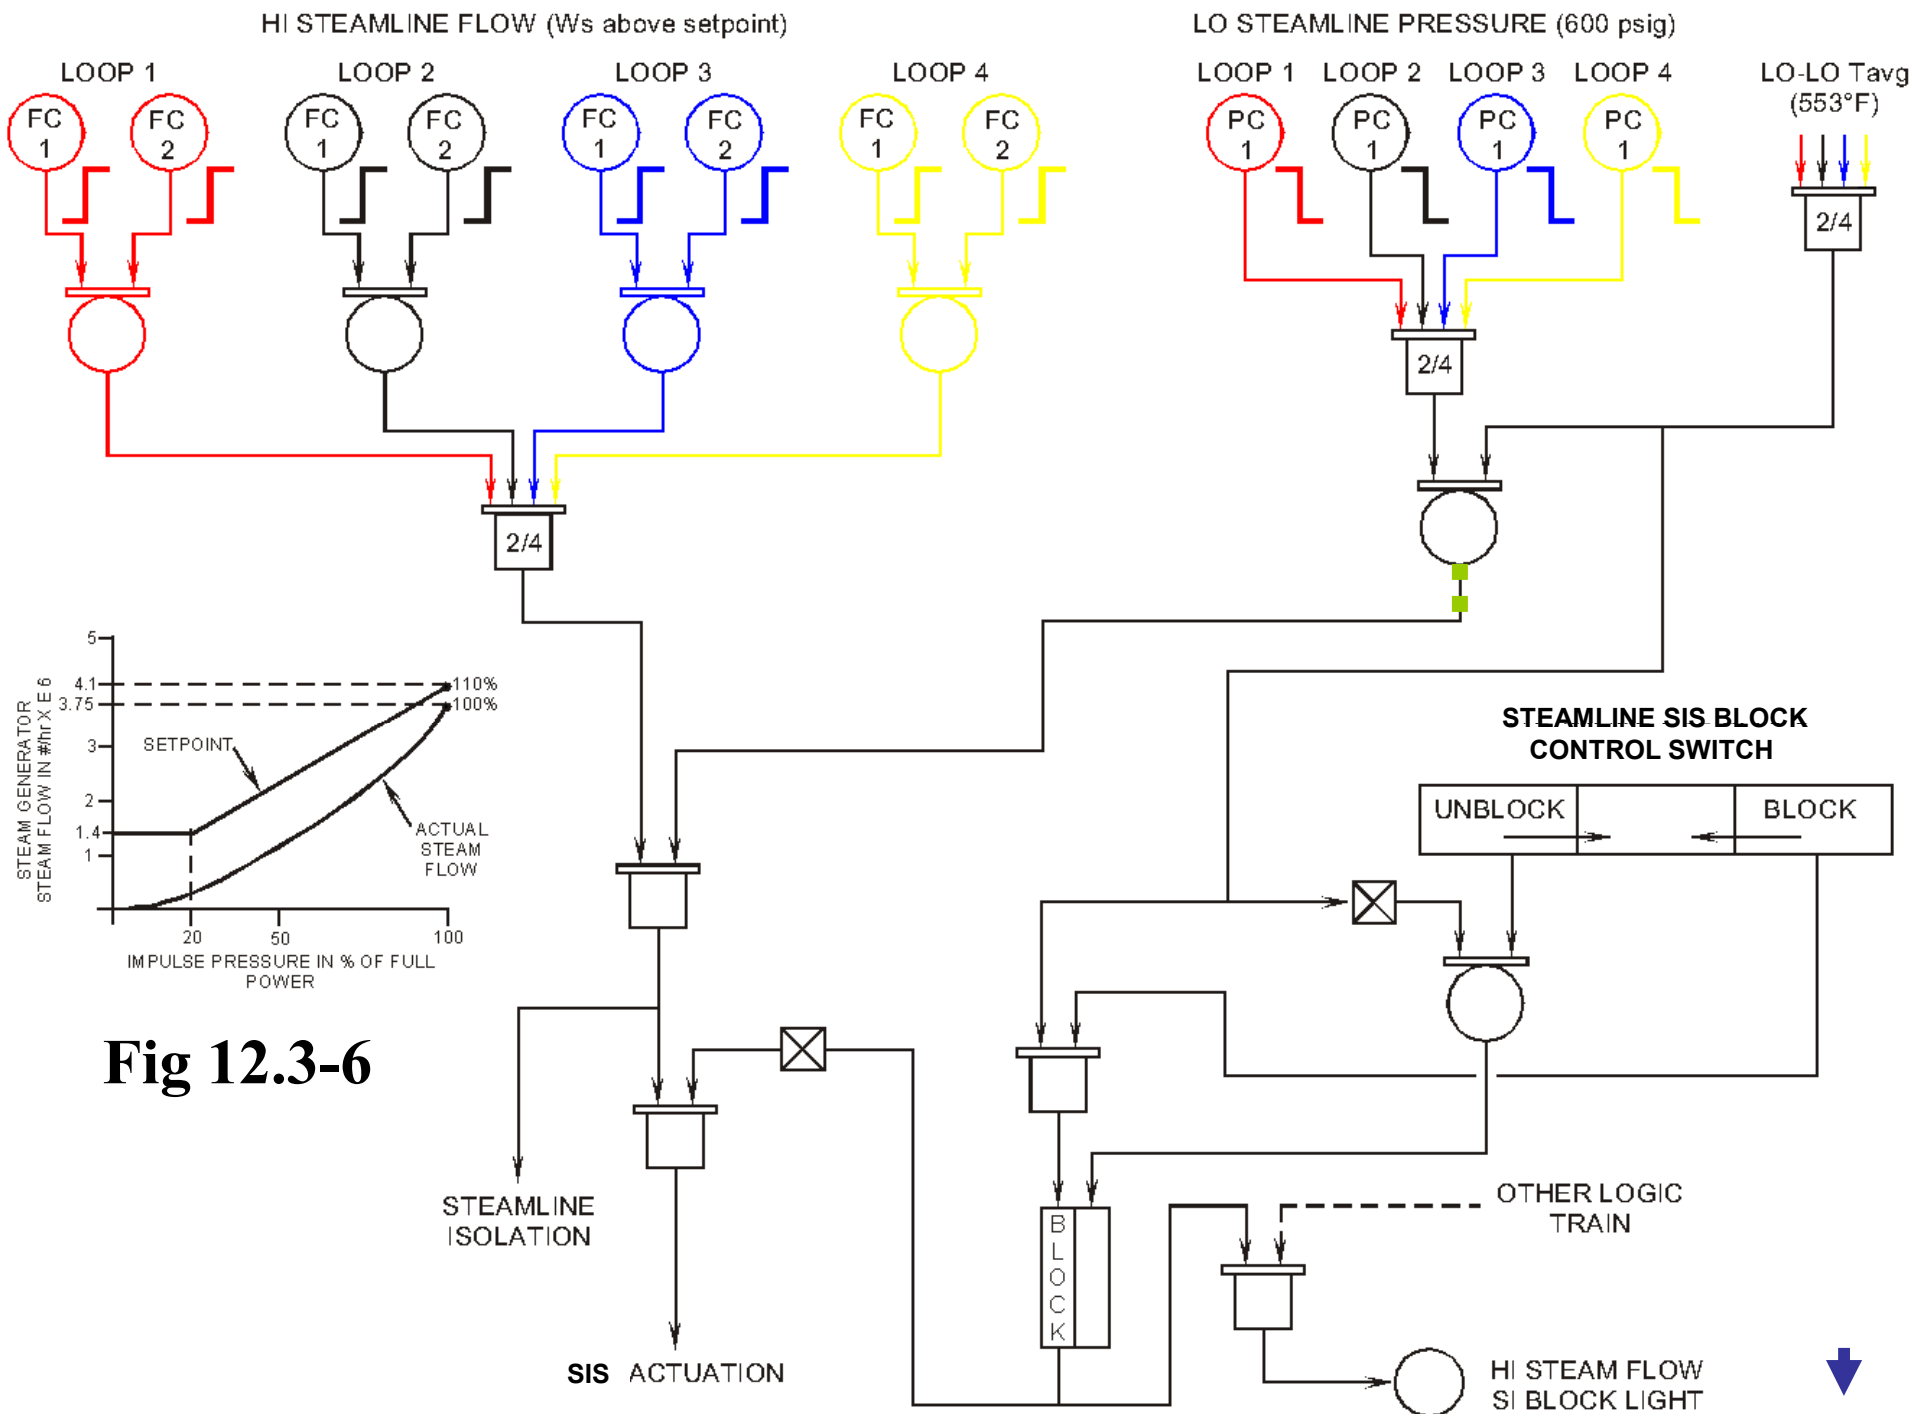 HI STEAMLINE FLOW (Ws above setpoint)
LO STEAMLINE PRESSURE (600 psig)
LOOP 1
LOOP 2
LOOP 3
LOOP 4
LOOP 1
LOOP 2
LOOP 3
LOOP 4
LO-LO Tavg
(553°F)
FC
1
FC
2
FC
1
FC
2
FC
1
FC
2
FC
1
FC
2
PC
1
PC
1
PC
1
PC
1
2/4
2/4
2/4
STEAM GENERATOR
STEAM FLOW IN #/hr X E 6
5
4.1
3.75
3
2
1.4
1
110%
100%
SETPOINT
ACTUAL
STEAM
FLOW
20
50
100
IMPULSE PRESSURE IN % OF FULL
POWER
Fig 12.3-6
STEAMLINE SIS BLOCK
CONTROL SWITCH
UNBLOCK
BLOCK
STEAMLINE
ISOLATION
SIS ACTUATION
BLOCK
OTHER LOGIC
TRAIN
HI STEAM FLOW
SI BLOCK LIGHT